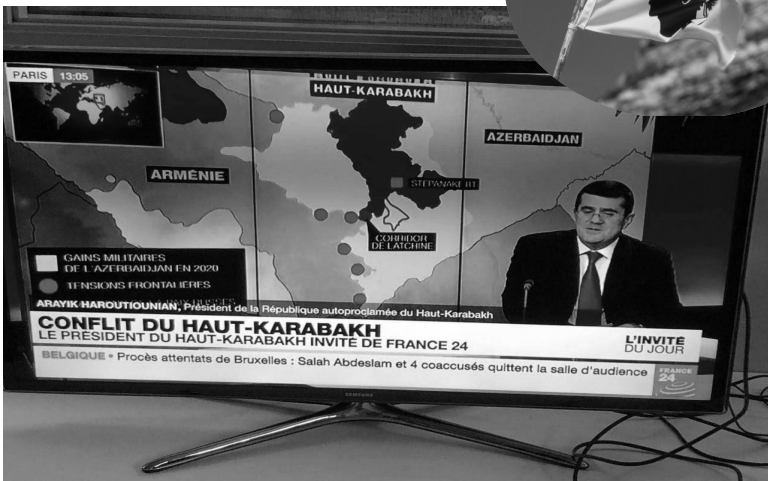 PARIS 13:05
HAUT-KARABAKH
AZERBAIDJAN
ARMÉNIE
STEPANAKERT
CORRIDOR
DE LATCHINE
GAINS MILITAIRES
DE L'AZERBAIDJAN EN 2020
TENSIONS FRONTALIÈRES
ARAYIK HAROUTIOUNIAN, Président de la République autoproclamée du Haut-Karabakh
CONFLIT DU HAUT-KARABAKH
LE PRÉSIDENT DU HAUT-KARABAKH INVITÉ DE FRANCE 24
L'INVITÉ
DU JOUR
BELGIQUE • Procès attentats de Bruxelles : Salah Abdeslam et 4 coaccusés quittent la salle d'audience
FRANCE
24
SAMSUNG